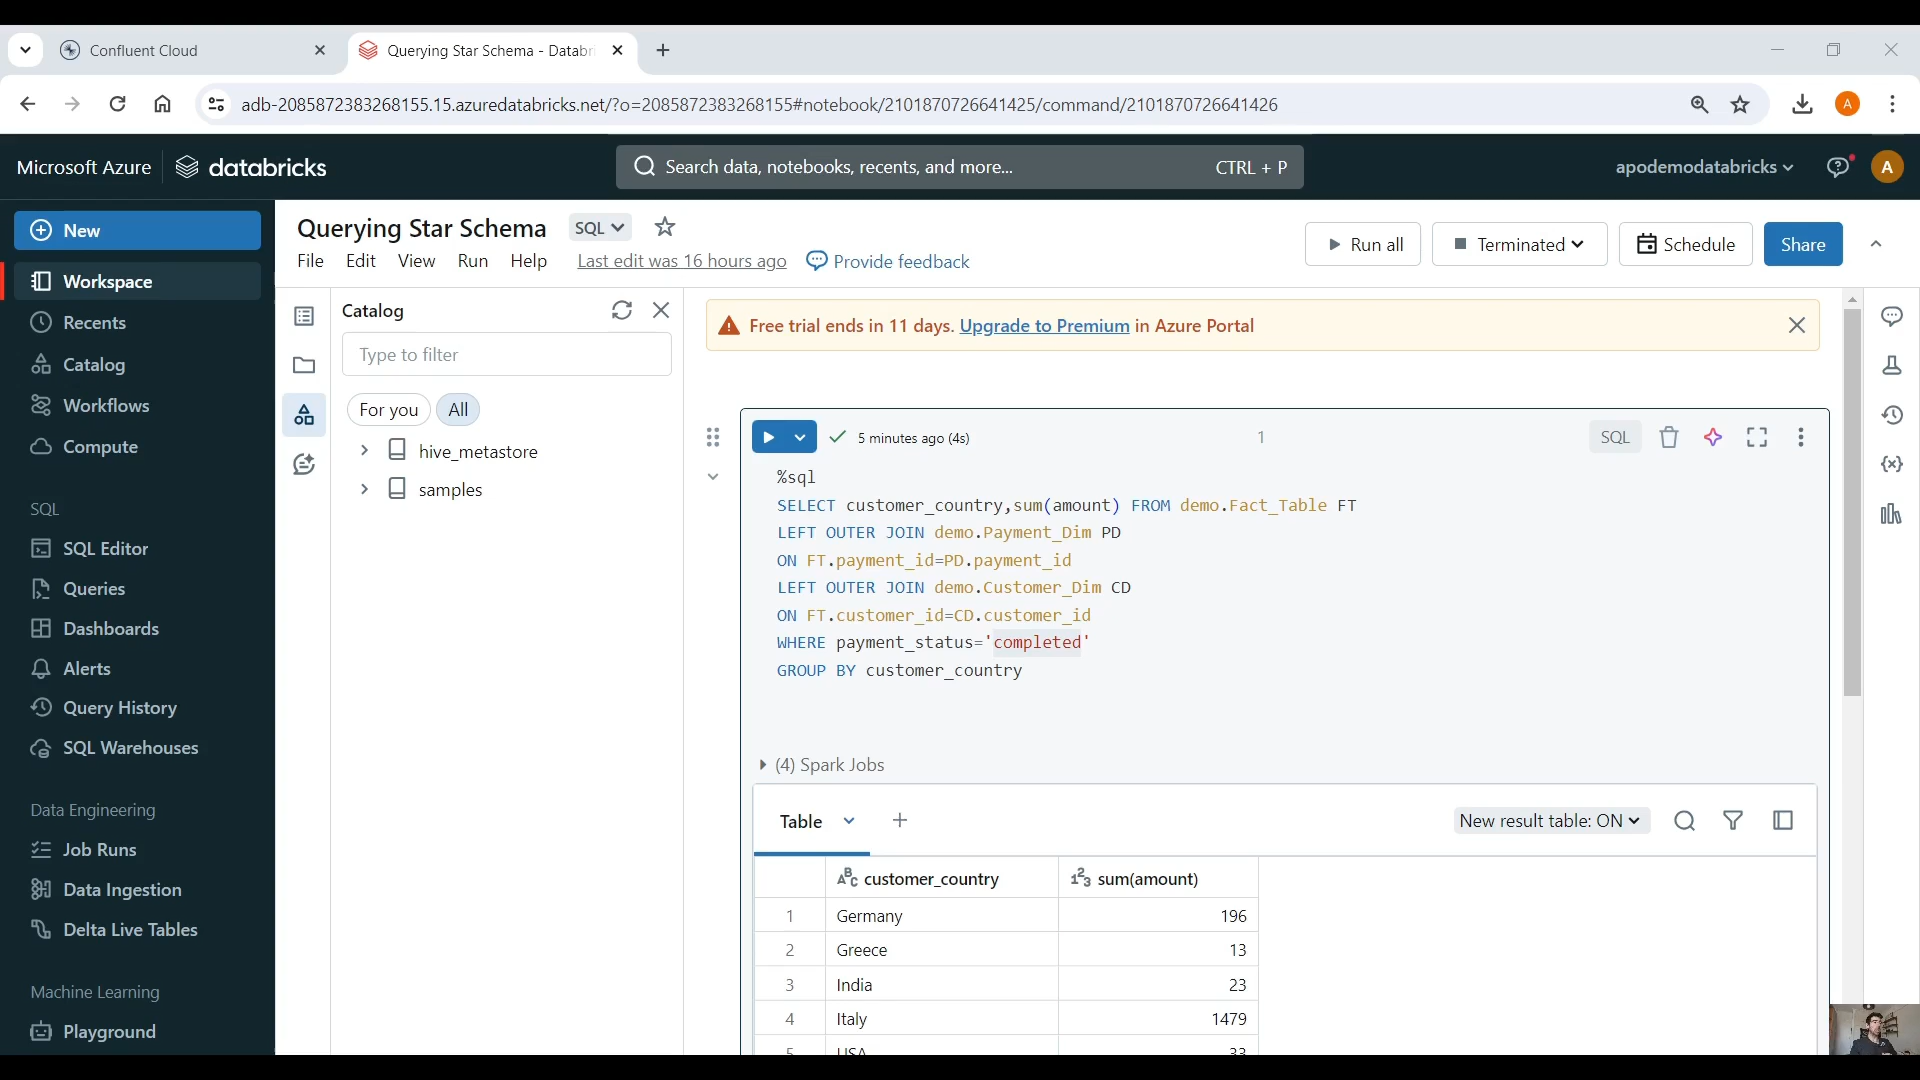 Confluent Cloud
Querying Star Schema - Databri
adb-2085872383268155.15.azuredatabricks.net/?o=2085872383268155#notebook/2101870726641425/command/2101870726641426
A
Microsoft Azure
databricks
Search data, notebooks, recents, and more...
CTRL + P
apodemodatabricks
A
New
Workspace
Recents
Catalog
Workflows
Compute
SQL
SQL Editor
Queries
Dashboards
Alerts
Query History
SQL Warehouses
Data Engineering
Job Runs
Data Ingestion
Delta Live Tables
Machine Learning
Playground
Querying Star Schema
SQL
File Edit View Run Help Last edit was 16 hours ago Provide feedback
Run all
Terminated
Schedule
Share
Catalog
Type to filter
For you
All
hive_metastore
samples
Free trial ends in 11 days. Upgrade to Premium in Azure Portal
5 minutes ago (4s)
1
SQL
%sql
SELECT customer_country,sum(amount) FROM demo.Fact_Table FT
LEFT OUTER JOIN demo.Payment_Dim PD
ON FT.payment_id=PD.payment_id
LEFT OUTER JOIN demo.Customer_Dim CD
ON FT.customer_id=CD.customer_id
WHERE payment_status='completed'
GROUP BY customer_country
(4) Spark Jobs
Table
New result table: ON
customer_country sum(amount)
1 Germany 196
2 Greece 13
3 India 23
4 Italy 1479
5 USA 33